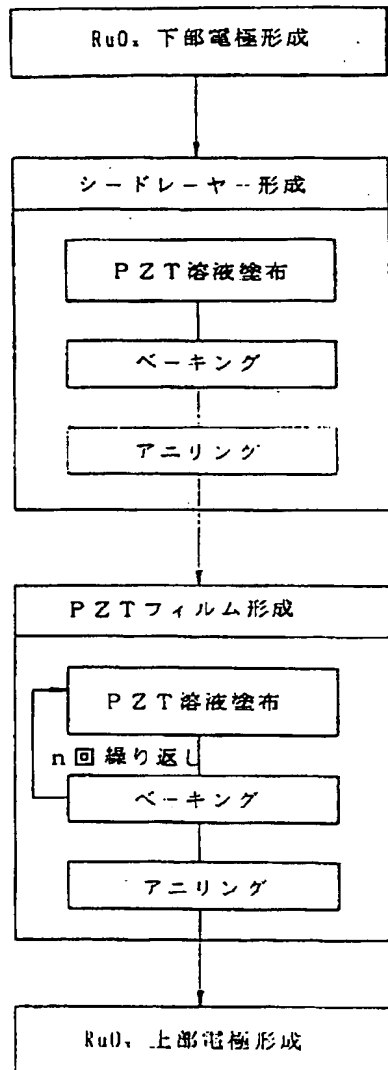 RuOₓ 下部電極形成
シードレーヤー形成
PZT溶液塗布
ベーキング
アニリング
PZTフィルム形成
PZT溶液塗布
n回繰り返し
ベーキング
アニリング
RuOₓ 上部電極形成